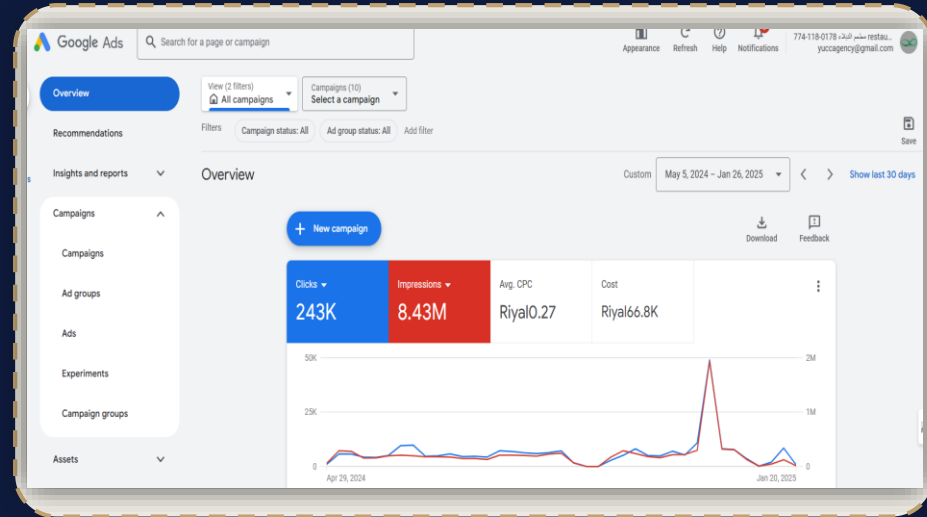 Google Ads
Search for a page or campaign
Appearance
Refresh
Help
Notifications
774-118-0178 مطعم restau...
yuccagency@gmail.com
Overview
Recommendations
Insights and reports
Campaigns
Campaigns
Ad groups
Ads
Experiments
Campaign groups
Assets
View (2 filters)
All campaigns
Campaigns (10)
Select a campaign
Filters
Campaign status: All
Ad group status: All
Add filter
Save
Overview
Custom
May 5, 2024 – Jan 26, 2025
Show last 30 days
New campaign
Download
Feedback
Clicks
243K
Impressions
8.43M
Avg. CPC
Riyal0.27
Cost
Riyal66.8K
50K
25K
0
2M
1M
0
Apr 29, 2024
Jan 20, 2025